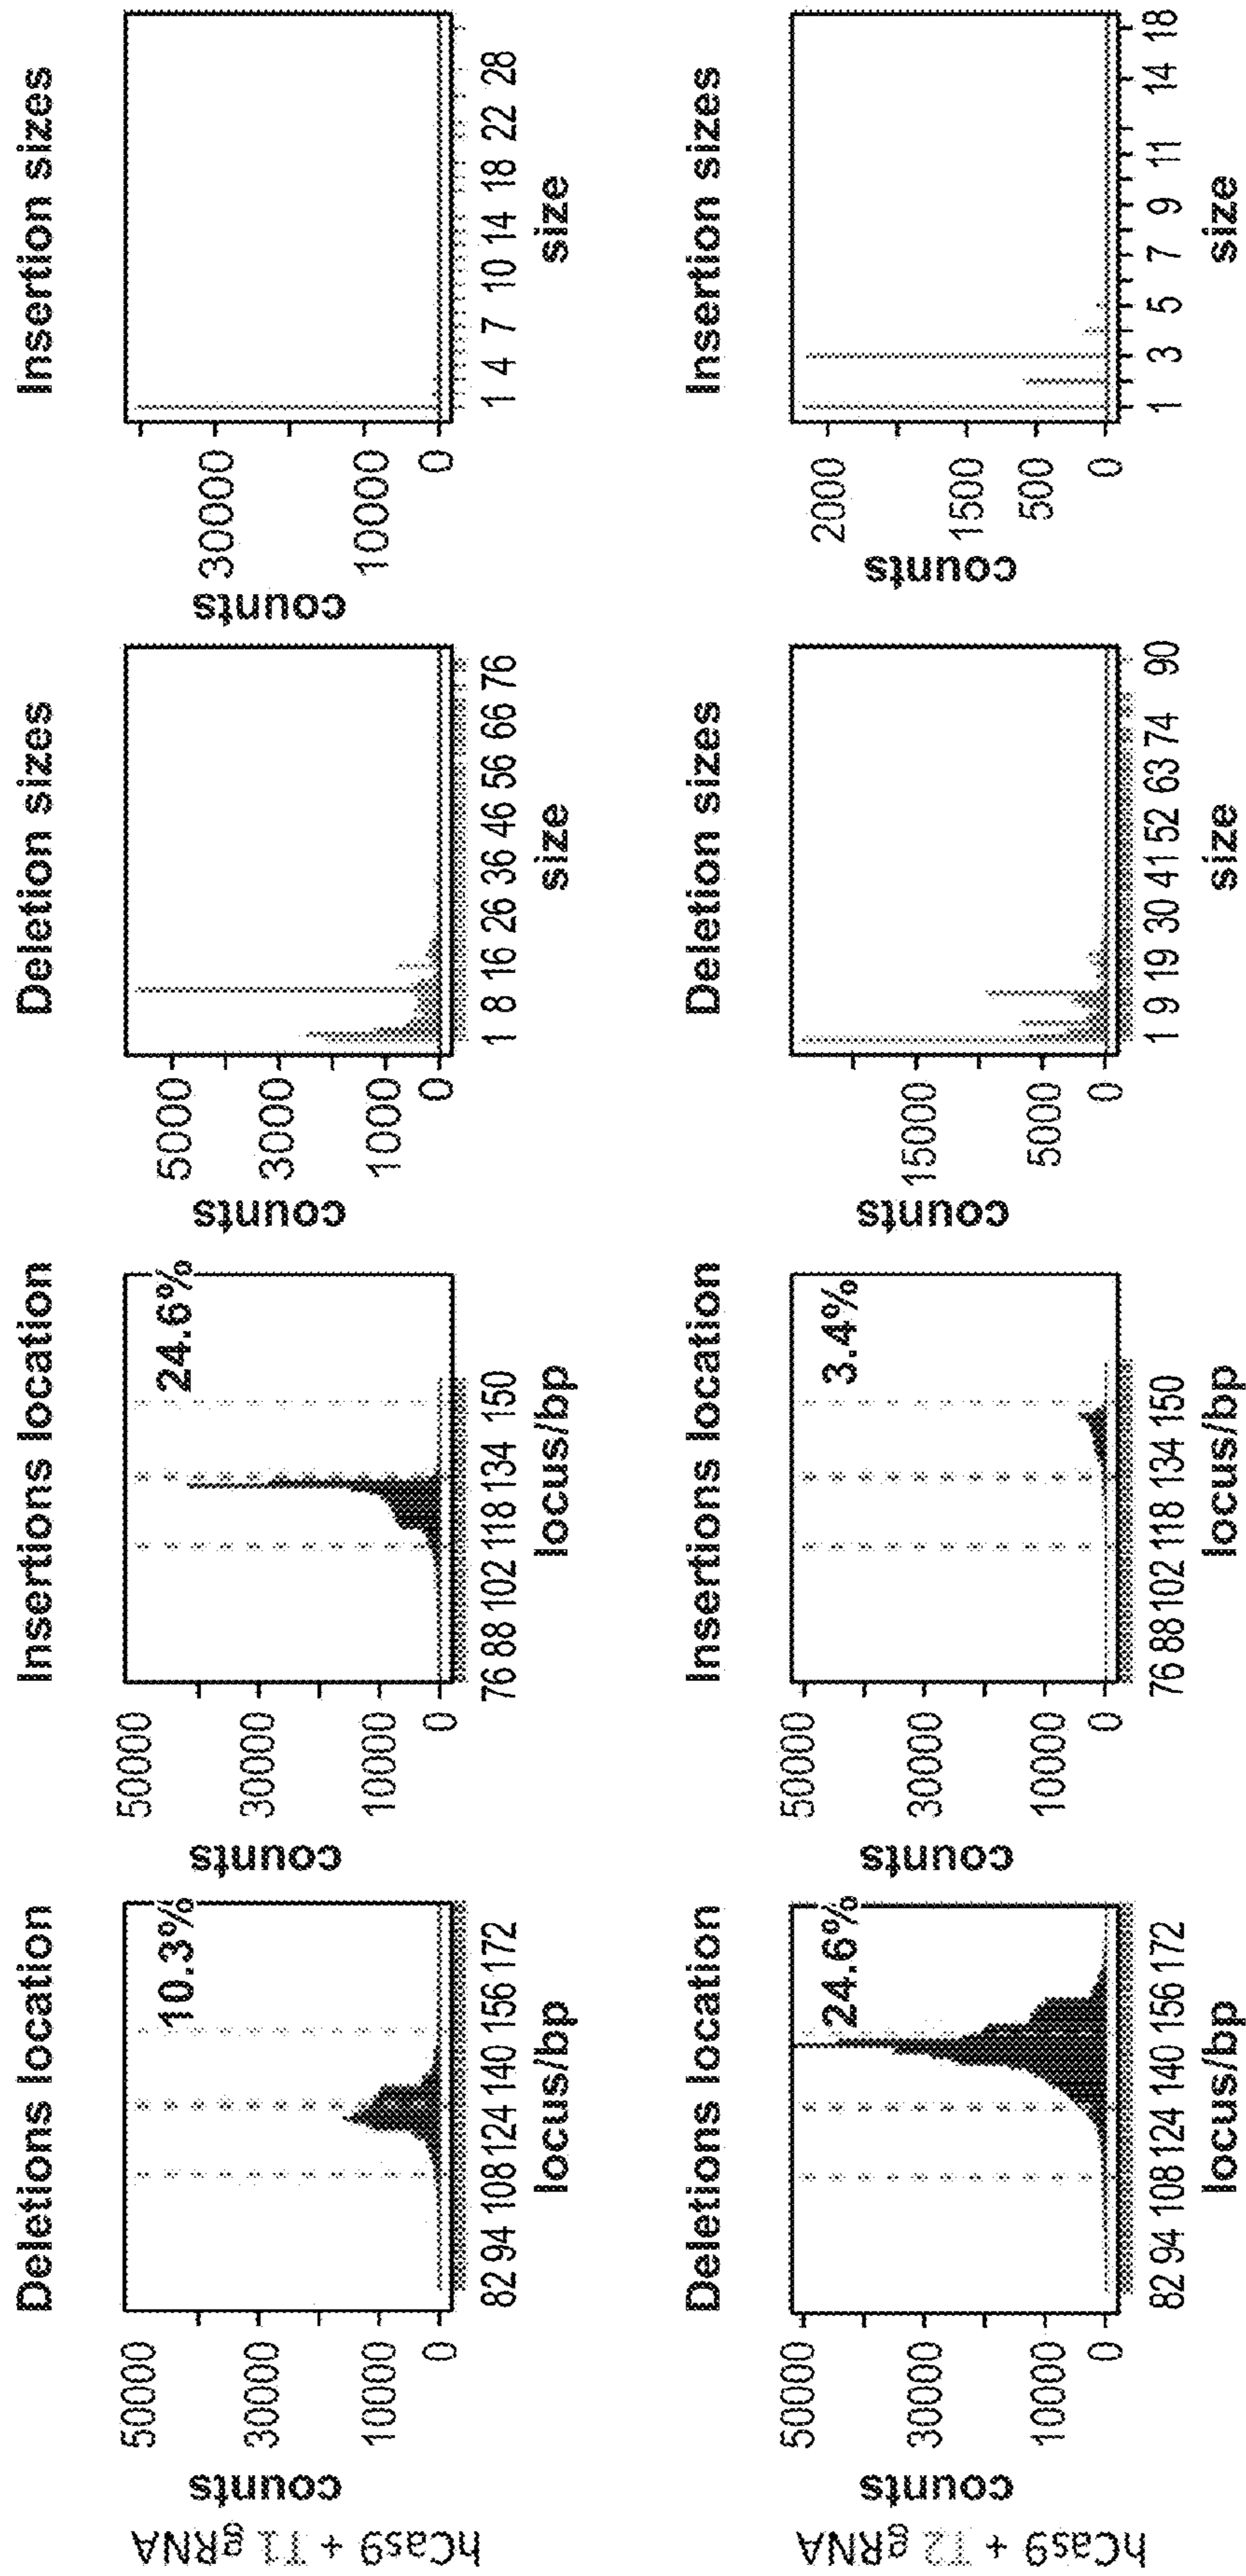 hCas9 + T1 gRNA
Deletions location
counts
50000
30000
10000
0
10.3%
82 94 108 124 140 156 172
locus/bp
Insertions location
counts
50000
30000
10000
0
24.6%
76 88 102 118 134 150
locus/bp
Deletion sizes
counts
5000
3000
1000
0
1 8 16 26 36 46 56 66 76
size
Insertion sizes
counts
30000
10000
0
1 4 7 10 14 18 22 28
size
hCas9 + T2 gRNA
Deletions location
counts
50000
30000
10000
0
24.6%
82 94 108 124 140 156 172
locus/bp
Insertions location
counts
50000
30000
10000
0
3.4%
76 88 102 118 134 150
locus/bp
Deletion sizes
counts
15000
5000
0
1 9 19 30 41 52 63 74 90
size
Insertion sizes
counts
2000
1500
500
0
1 3 5 7 9 11 14 18
size